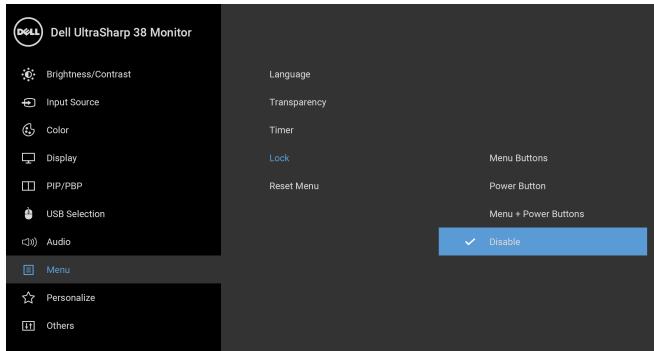 DELL Dell UltraSharp 38 Monitor
Brightness/Contrast Language
Input Source Transparency
Color Timer
Display Lock Menu Buttons
PIP/PBP Reset Menu Power Button
USB Selection Menu + Power Buttons
Audio Disable
Menu
Personalize
Others